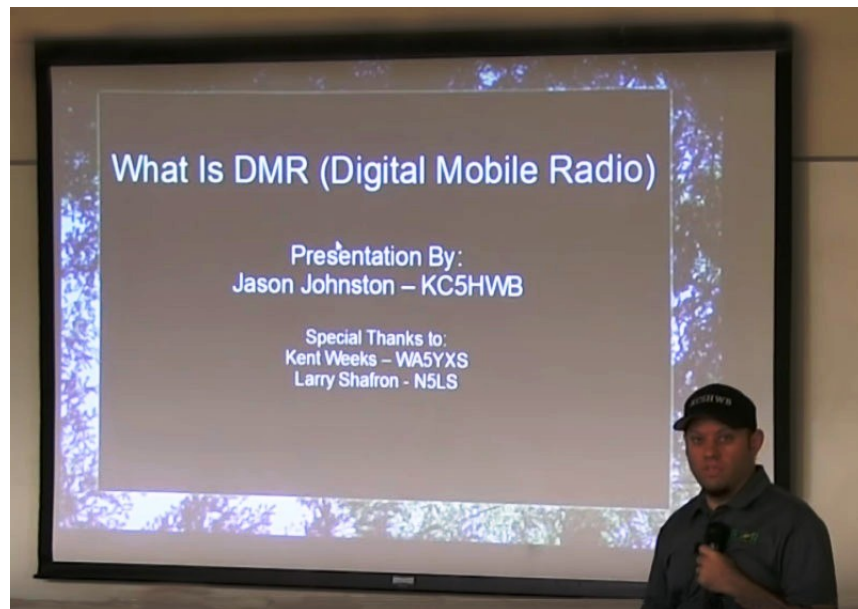 What Is DMR (Digital Mobile Radio)
Presentation By:
Jason Johnston – KC5HWB
Special Thanks to:
Kent Weeks – WA5YXS
Larry Shafron - N5LS
KC5HWB